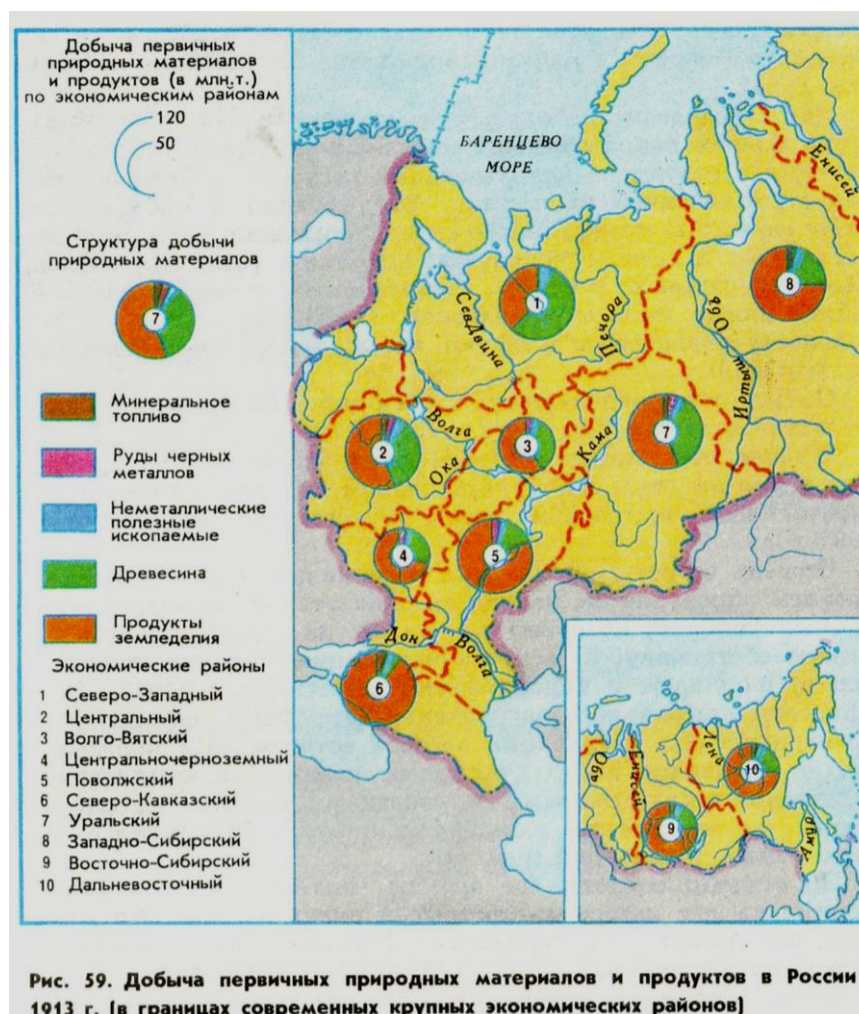 Добыча первичных
природных материалов
и продуктов (в млн.т.)
по экономическим районам
120
50
Структура добычи
природных материалов
7
Минеральное
топливо
Руды черных
металлов
Неметаллические
полезные
ископаемые
Древесина
Продукты
земледелия
Экономические районы
1 Северо-Западный
2 Центральный
3 Волго-Вятский
4 Центральночерноземный
5 Поволжский
6 Северо-Кавказский
7 Уральский
8 Западно-Сибирский
9 Восточно-Сибирский
10 Дальневосточный
БАРЕНЦЕВО
МОРЕ
Енисей
8
Обь
1
Сев.Двина
Печора
Иртыш
Волга
2
Ока
3
Кама
7
4
5
Дон
Волга
6
Обь
Енисей
Лена
10
9
Амур
Рис. 59. Добыча первичных природных материалов и продуктов в России
1913 г. (в границах современных крупных экономических районов)